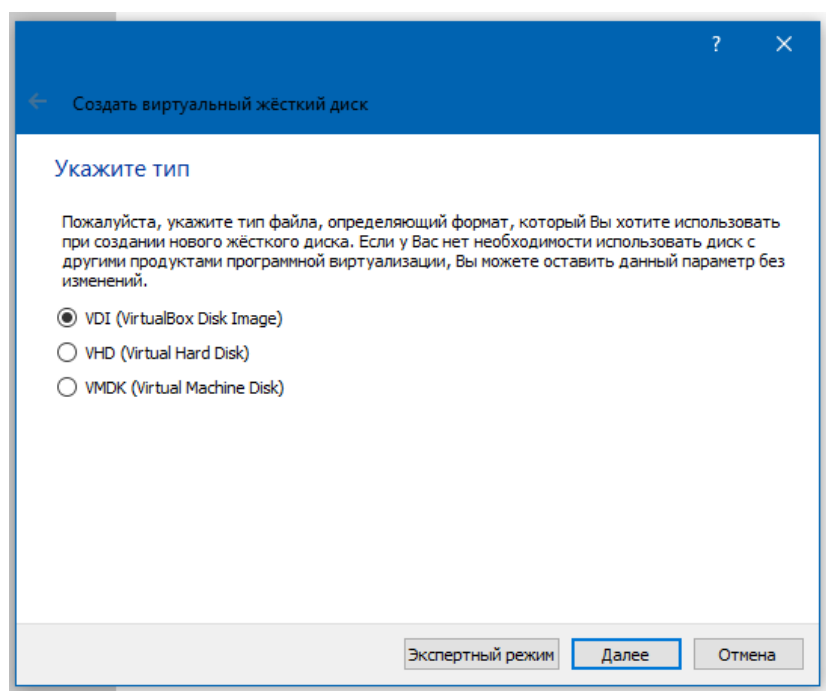 ?
Создать виртуальный жёсткий диск
Укажите тип
Пожалуйста, укажите тип файла, определяющий формат, который Вы хотите использовать
при создании нового жёсткого диска. Если у Вас нет необходимости использовать диск с
другими продуктами программной виртуализации, Вы можете оставить данный параметр без
изменений.
VDI (VirtualBox Disk Image)
VHD (Virtual Hard Disk)
VMDK (Virtual Machine Disk)
Экспертный режим Далее Отмена